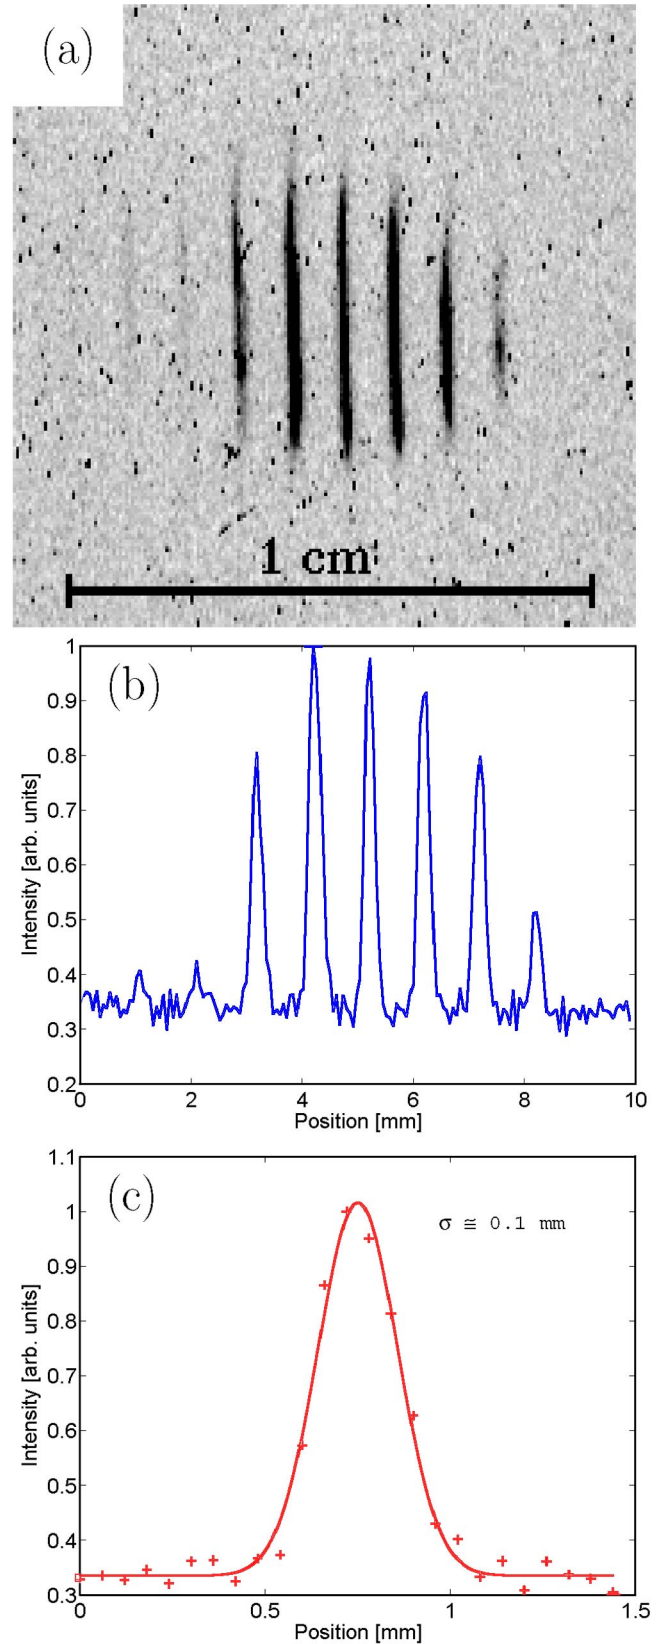 (a)
1 cm
(b)
1
0.9
0.8
0.7
0.6
0.5
0.4
0.3
0.2
Intensity [arb. units]
0 2 4 6 8 10
Position [mm]
(c)
σ ≅ 0.1 mm
1.1
1
0.9
0.8
0.7
0.6
0.5
0.4
0.3
Intensity [arb. units]
0 0.5 1 1.5
Position [mm]